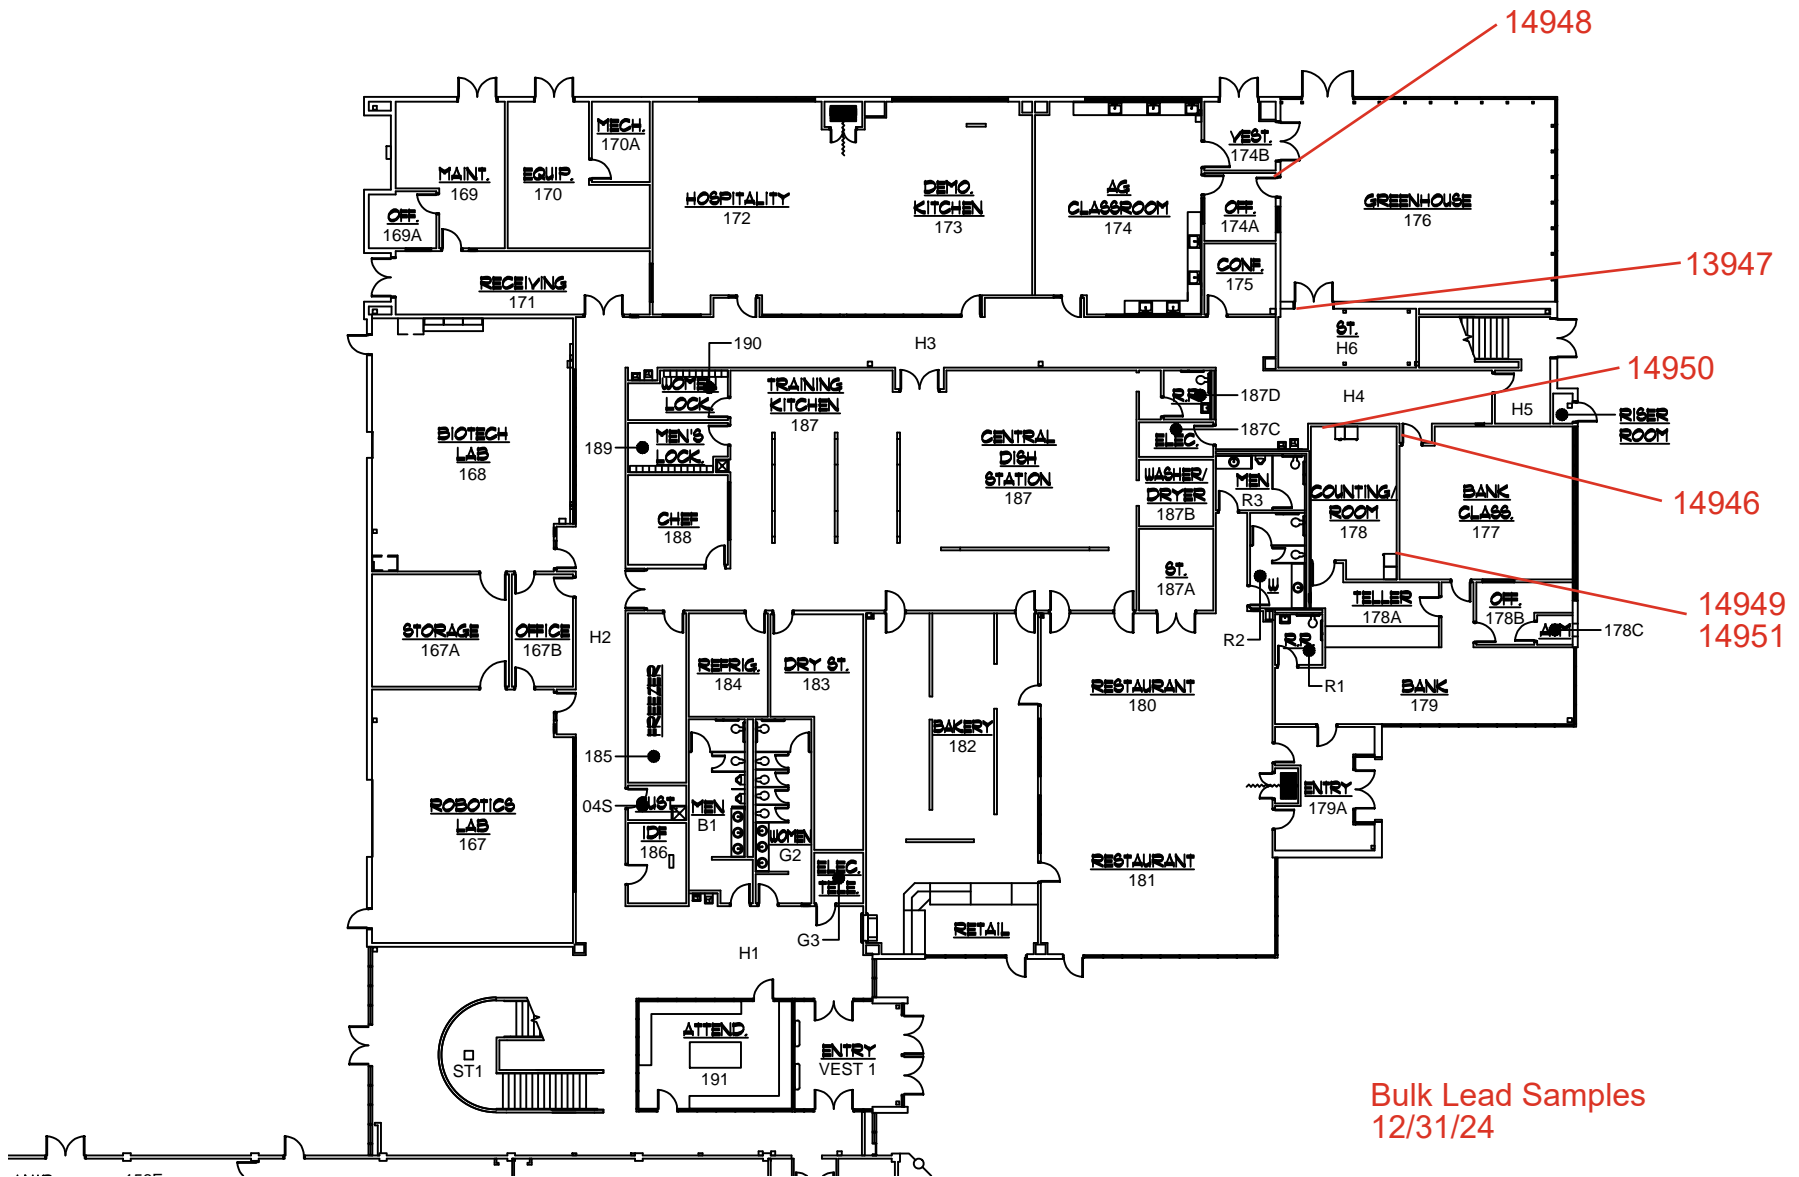 14948
MECH.
170A
VEST.
174B
MAINT.
169
EQUIP.
170
HOSPITALITY
172
DEMO.
KITCHEN
173
AG
CLASSROOM
174
OFF.
174A
GREENHOUSE
176
OFF.
169A
13947
RECEIVING
171
CONF.
175
ST.
H6
190
H3
14950
WOMEN
LOCK.
TRAINING
KITCHEN
187
R.R
187D
H4
H5
RISER
ROOM
187C
BIOTECH
LAB
168
189
MEN'S
LOCK.
CENTRAL
DISH
STATION
187
ELEC.
WASHER/
DRYER
187B
MEN
R3
COUNTING/
ROOM
178
BANK
CLASS.
177
14946
CHEF
188
ST.
187A
W
TELLER
178A
OFF.
178B
14949
14951
STORAGE
167A
OFFICE
167B
H2
R2
R.R
178C
FREEZER
REFRIG.
184
DRY ST.
183
RESTAURANT
180
R1
BANK
179
BAKERY
182
185
ENTRY
179A
ROBOTICS
LAB
167
04S
CUST.
MEN
B1
IDF
186
WOMEN
G2
ELEC.
TELE.
RESTAURANT
181
RETAIL
G3
H1
ATTEND.
191
ENTRY
VEST 1
ST1
Bulk Lead Samples
12/31/24